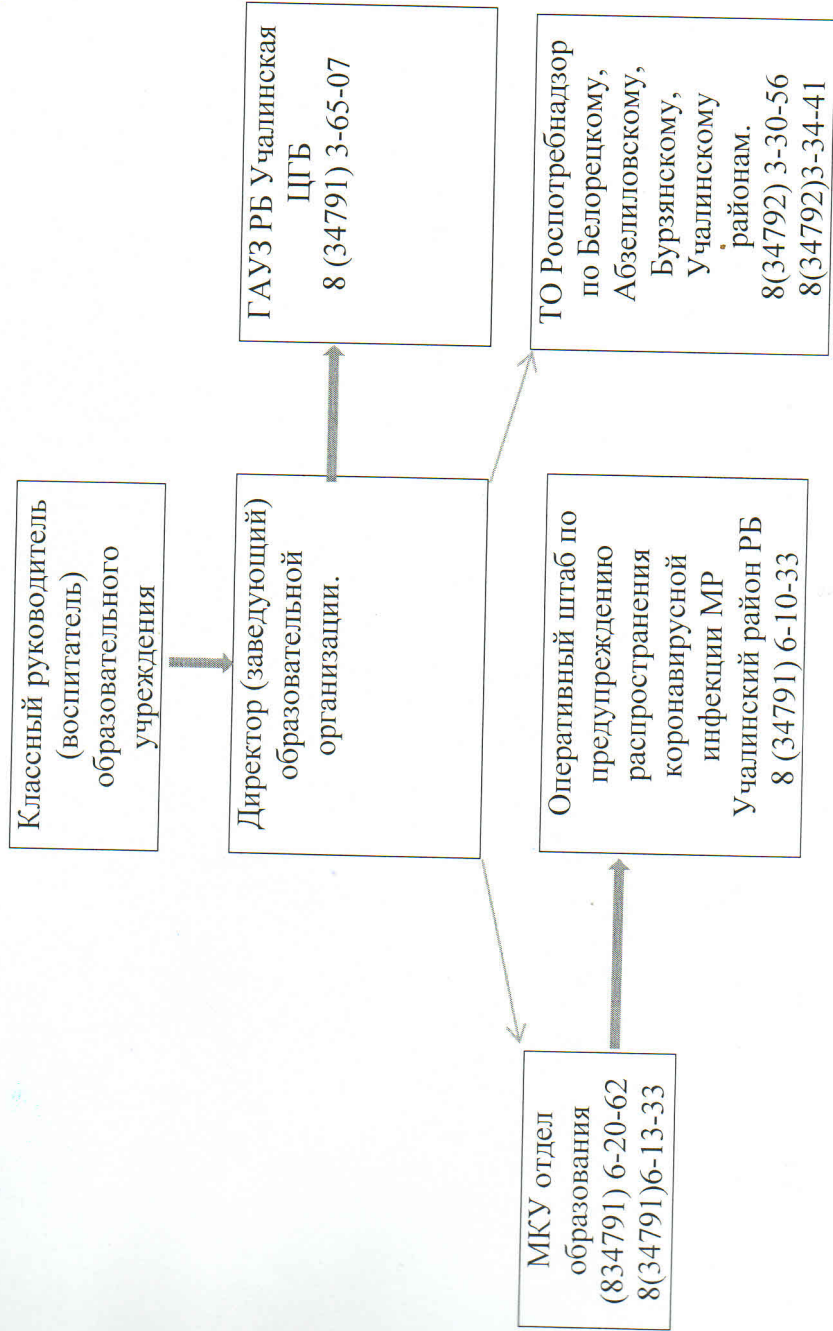 Классный руководитель
(воспитатель)
образовательного
учреждения
Директор (заведующий)
образовательной
организации.
ГАУЗ РБ Учалинская
ЦГБ
8 (34791) 3-65-07
МКУ отдел
образования
(834791) 6-20-62
8(34791)6-13-33
Оперативный штаб по
предупреждению
распространения
коронавирусной
инфекции МР
Учалинский район РБ
8 (34791) 6-10-33
ТО Роспотребнадзор
по Белорецкому,
Абзелиловскому,
Бурзянскому,
Учалинскому
районам.
8(34792) 3-30-56
8(34792)3-34-41